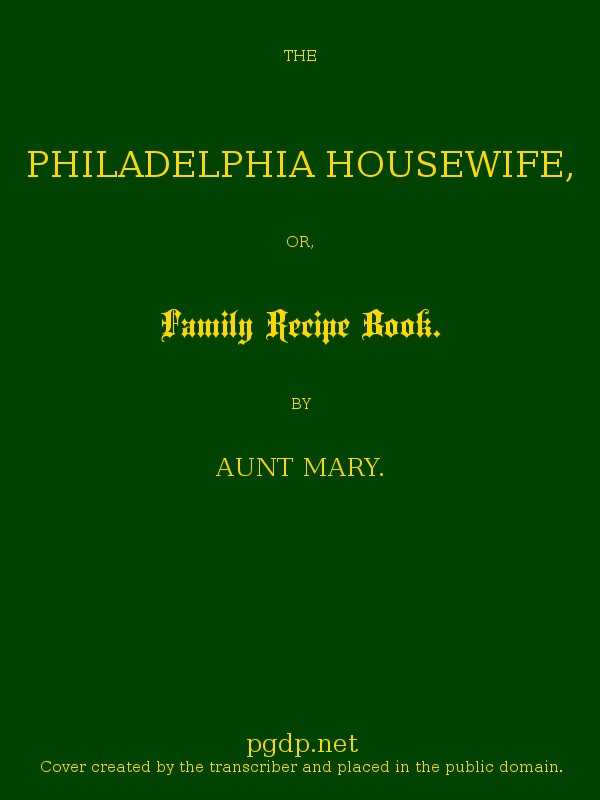 THE
PHILADELPHIA HOUSEWIFE,
OR,
Family Recipe Book.
BY
AUNT MARY.
pgdp.net
Cover created by the transcriber and placed in the public domain.